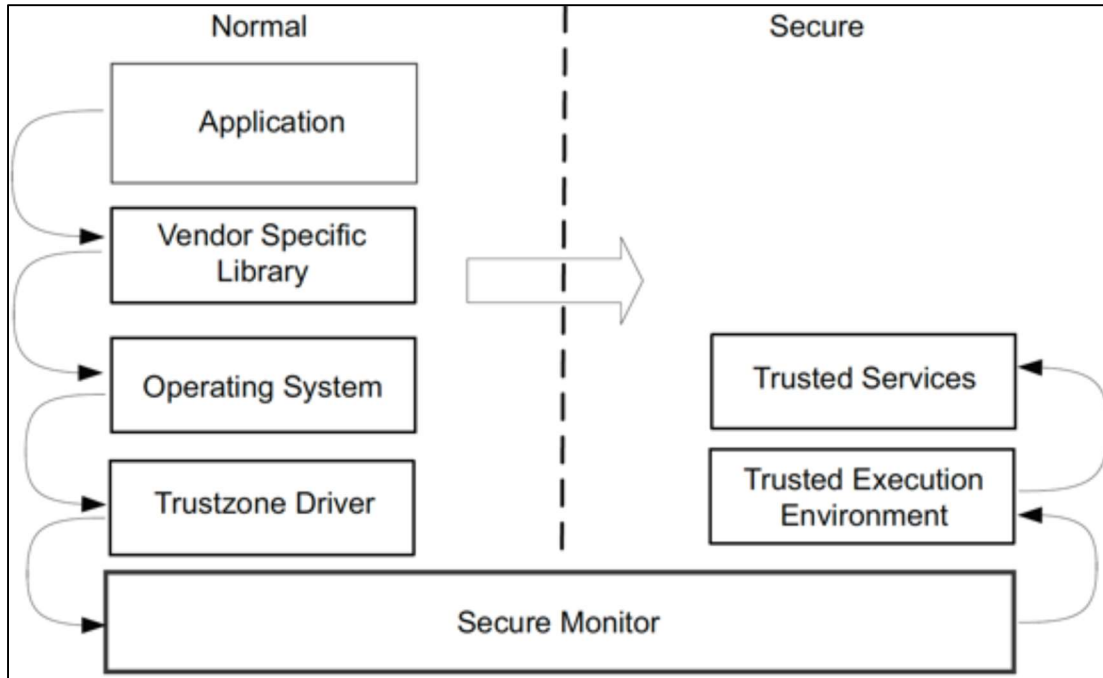 Normal
Secure
Application
Vendor Specific
Library
Operating System
Trusted Services
Trustzone Driver
Trusted Execution
Environment
Secure Monitor